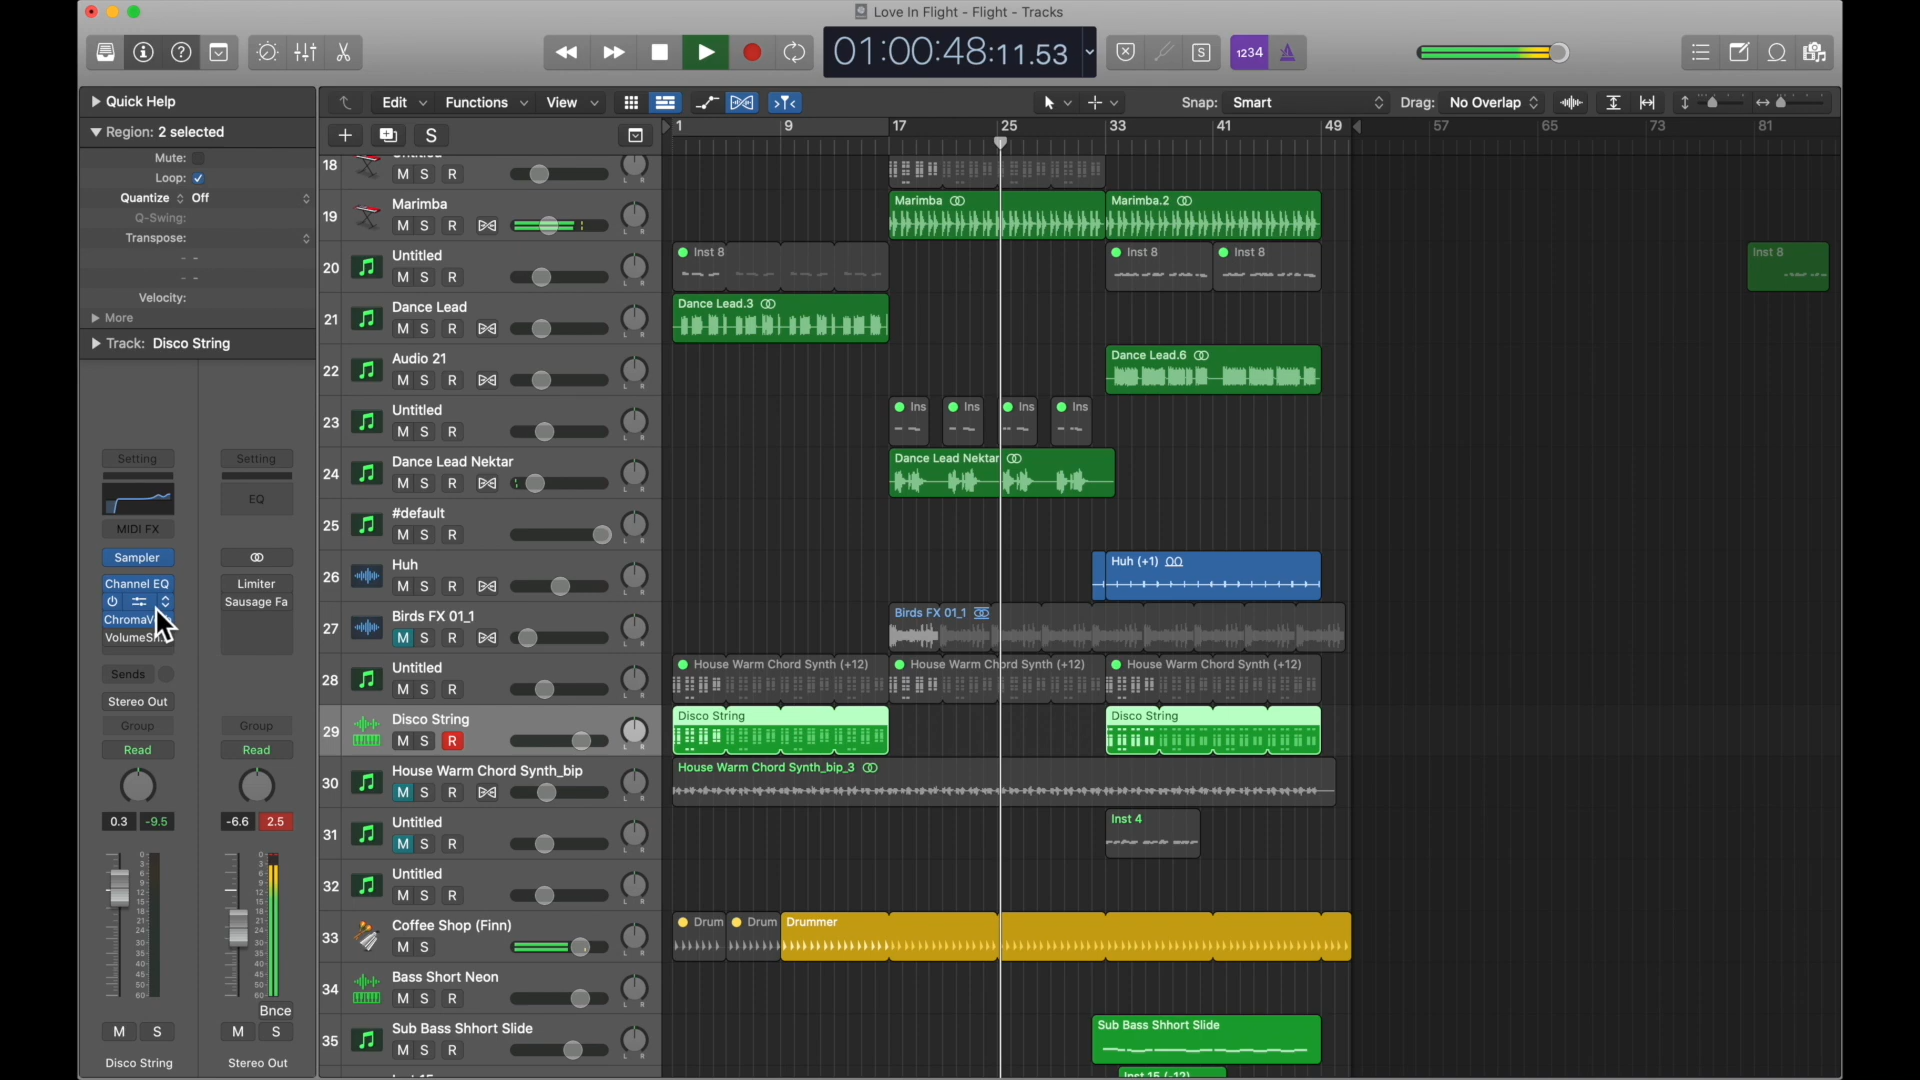 Love In Flight - Flight - Tracks
01:00:48:11.53
S
1234
Quick Help
Edit
Functions
View
Snap: Smart
Drag: No Overlap
Region: 2 selected
S
1 9 17 25 33 41 49 57 65 73 81
Mute:
Loop:
Quantize Off
Q-Swing:
Transpose:
Velocity:
More
Track: Disco String
18
M S R
19 Marimba
M S R
Marimba
Marimba.2
20 Untitled
M S R
Inst 8
Inst 8
Inst 8
Inst 8
21 Dance Lead
M S R
Dance Lead.3
22 Audio 21
M S R
Dance Lead.6
23 Untitled
M S R
Ins
Ins
Ins
Ins
24 Dance Lead Nektar
M S R
Dance Lead Nektar
25 #default
M S R
26 Huh
M S R
Huh (+1)
27 Birds FX 01_1
M S R
Birds FX 01_1
28 Untitled
M S R
House Warm Chord Synth (+12)
House Warm Chord Synth (+12)
House Warm Chord Synth (+12)
29 Disco String
M S R
Disco String
Disco String
30 House Warm Chord Synth_bip
M S R
House Warm Chord Synth_bip_3
31 Untitled
M S R
Inst 4
32 Untitled
M S R
33 Coffee Shop (Finn)
M S
Drum
Drum
Drummer
34 Bass Short Neon
M S R
35 Sub Bass Shhort Slide
M S R
Sub Bass Shhort Slide
Inst 15 (-12)
Setting
Setting
EQ
MIDI FX
Sampler
Channel EQ
Limiter
Sausage Fa
Sends
Stereo Out
Group
Group
Read
Read
0.3 -9.5
-6.6 2.5
Bnce
M S
M S
Disco String
Stereo Out